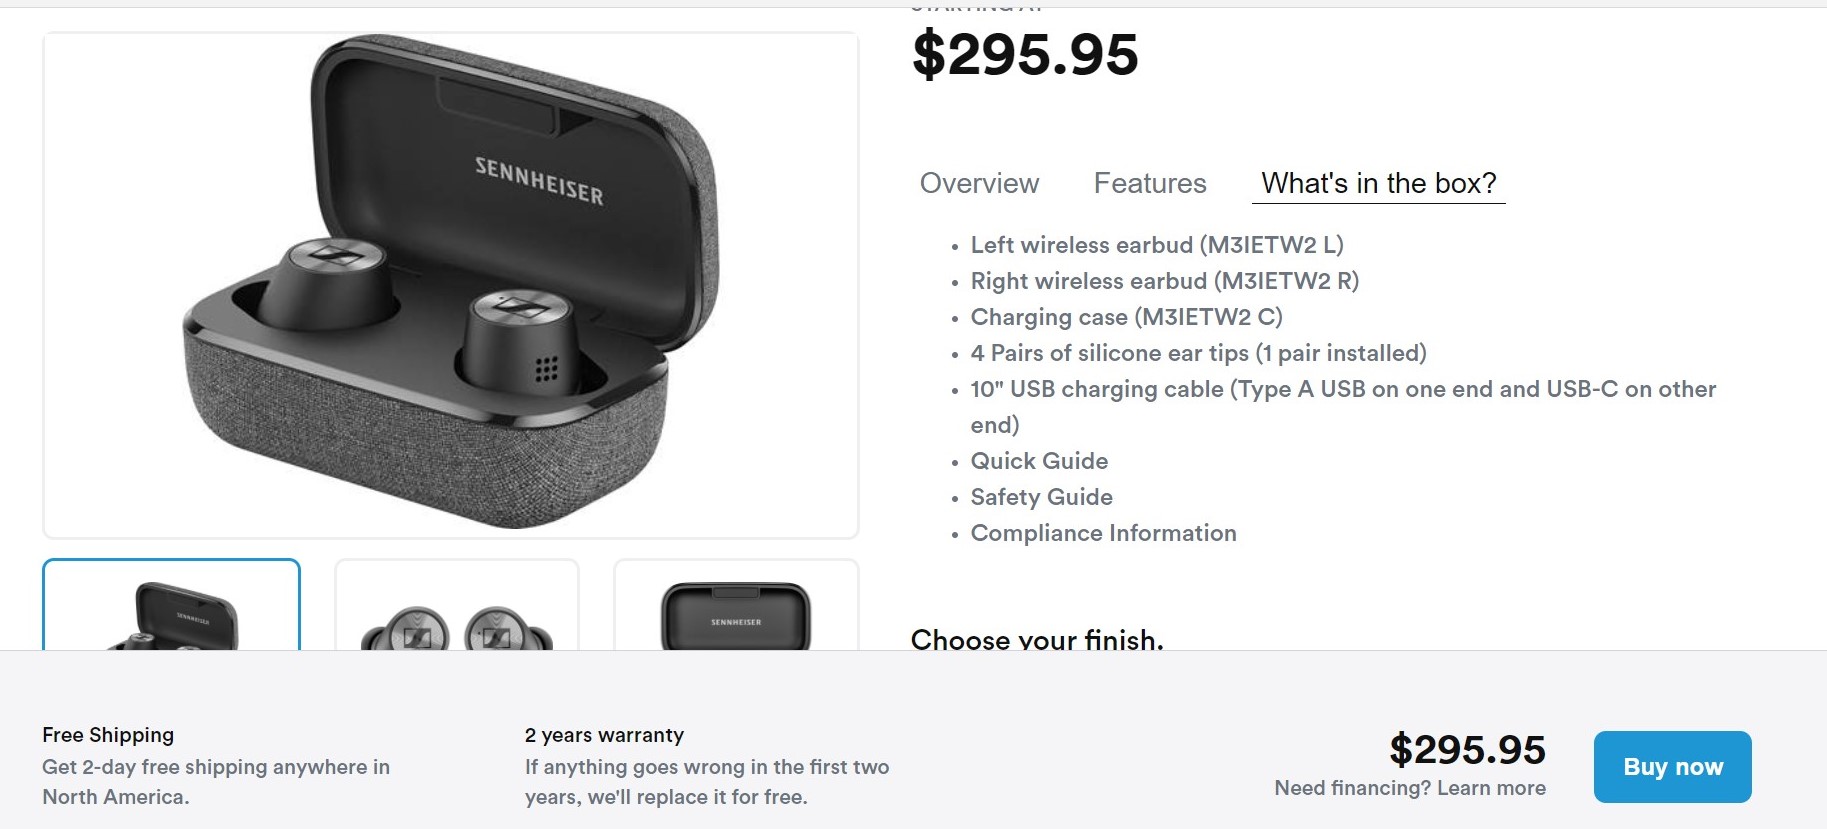 STARTING AT
$295.95
SENNHEISER
Overview Features What's in the box?
Left wireless earbud (M3IETW2 L)
Right wireless earbud (M3IETW2 R)
Charging case (M3IETW2 C)
4 Pairs of silicone ear tips (1 pair installed)
10" USB charging cable (Type A USB on one end and USB-C on other
end)
Quick Guide
Safety Guide
Compliance Information
SENNHEISER
SENNHEISER
Choose your finish.
Free Shipping
Get 2-day free shipping anywhere in
North America.
2 years warranty
If anything goes wrong in the first two
years, we'll replace it for free.
$295.95
Need financing? Learn more
Buy now